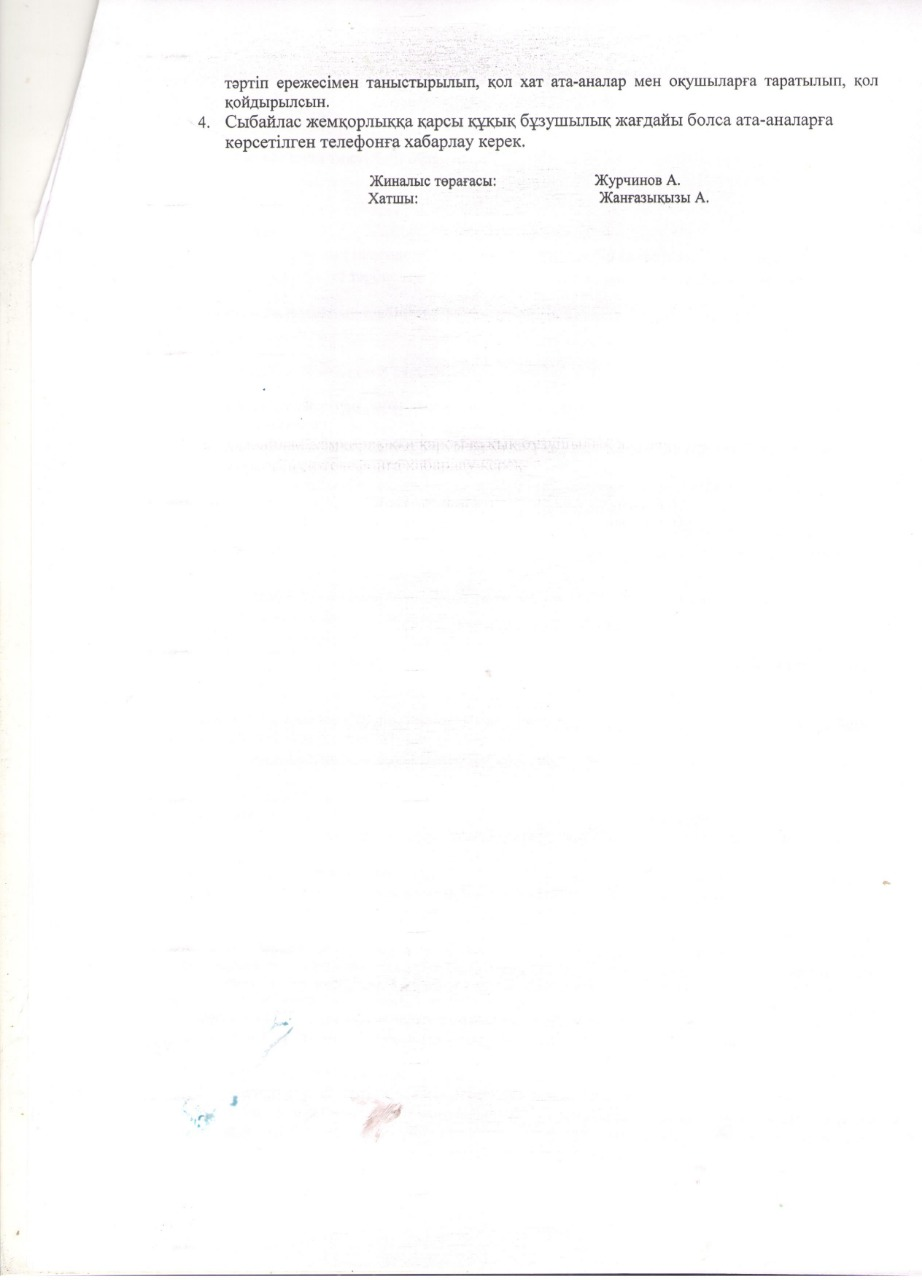 тәртіп ережесімен таныстырылып, қол хат ата-аналар мен оқушыларға таратылып, қол
қойдырылсын.
4. Сыбайлас жемқорлыққа қарсы құқық бұзушылық жағдайы болса ата-аналарға
көрсетілген телефонға хабарлау керек.
Жиналыс төрағасы: Журчинов А.
Хатшы: Жанғазықызы А.